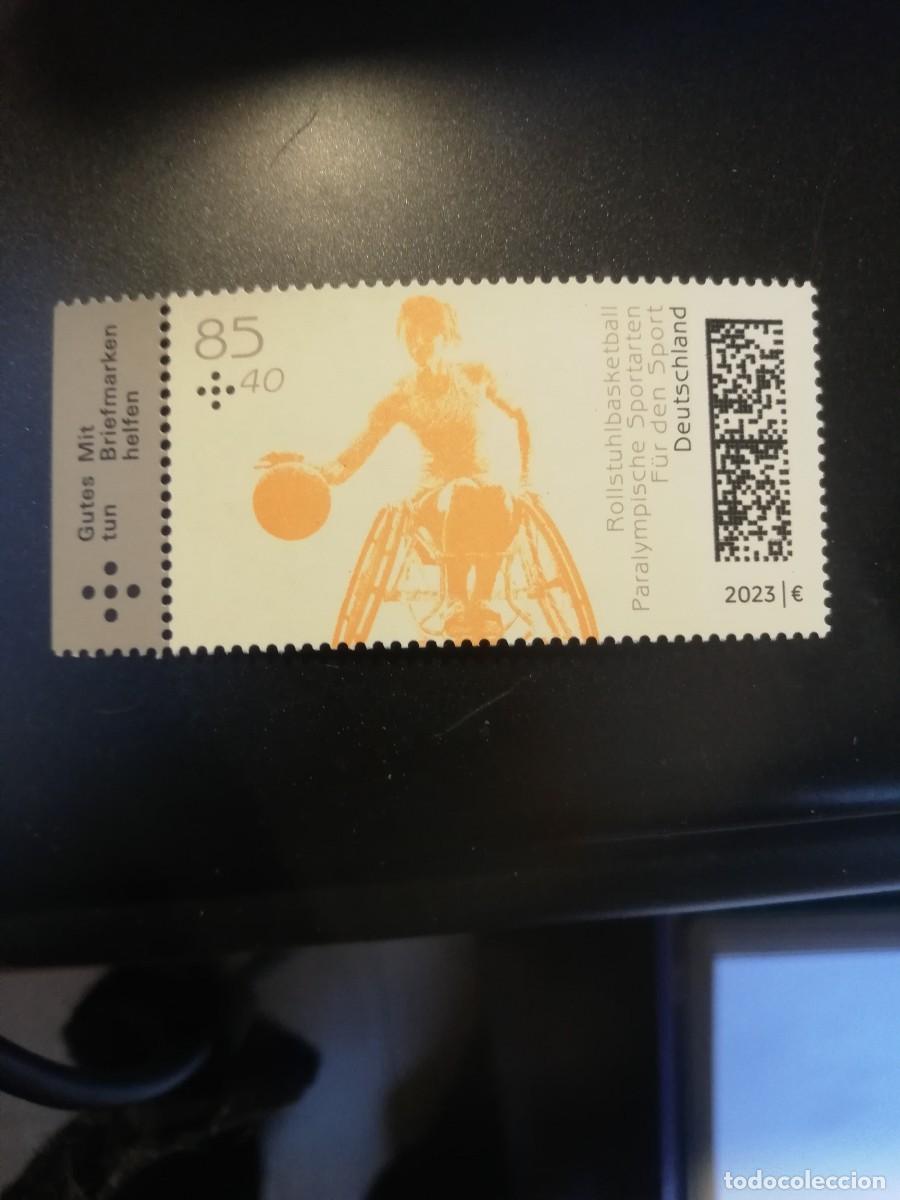 Gutes
tun
Mit
Briefmarken
helfen
85
40
Rollstuhlbasketball
Paralympische Sportarten
Für den Sport
Deutschland
2023 | €
todocoleccion